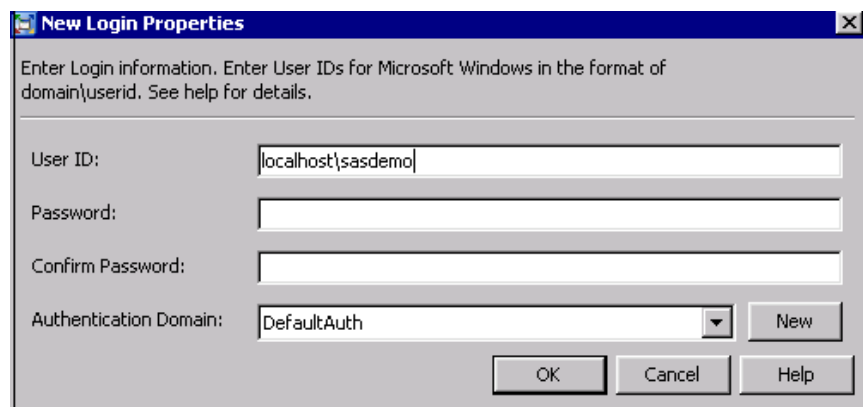 New Login Properties
Enter Login information. Enter User IDs for Microsoft Windows in the format of
domain\userid. See help for details.
User ID: localhost\sasdemo
Password:
Confirm Password:
Authentication Domain: DefaultAuth New
OK Cancel Help